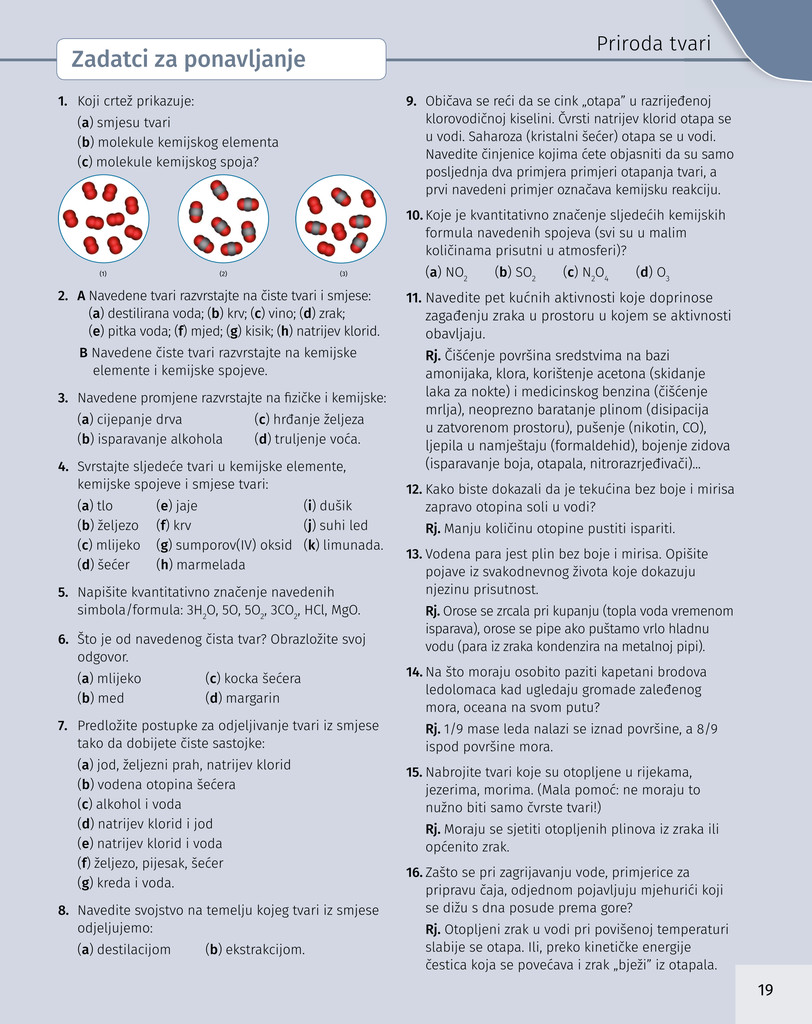 Priroda tvari
Zadatci za ponavljanje
1. Koji crtež prikazuje:
(a) smjesu tvari
(b) molekule kemijskog elementa
(c) molekule kemijskog spoja?
(1) (2) (3)
2. A Navedene tvari razvrstajte na čiste tvari i smjese:
(a) destilirana voda; (b) krv; (c) vino; (d) zrak;
(e) pitka voda; (f) mjed; (g) kisik; (h) natrijev klorid.
B Navedene čiste tvari razvrstajte na kemijske
elemente i kemijske spojeve.
3. Navedene promjene razvrstajte na fizičke i kemijske:
(a) cijepanje drva (c) hrđanje željeza
(b) isparavanje alkohola (d) truljenje voća.
4. Svrstajte sljedeće tvari u kemijske elemente,
kemijske spojeve i smjese tvari:
(a) tlo (e) jaje (i) dušik
(b) željezo (f) krv (j) suhi led
(c) mlijeko (g) sumporov(IV) oksid (k) limunada.
(d) šećer (h) marmelada
5. Napišite kvantitativno značenje navedenih
simbola/formula: 3H₂O, 5O, 5O₂, 3CO₂, HCl, MgO.
6. Što je od navedenog čista tvar? Obrazložite svoj
odgovor.
(a) mlijeko (c) kocka šećera
(b) med (d) margarin
7. Predložite postupke za odjeljivanje tvari iz smjese
tako da dobijete čiste sastojke:
(a) jod, željezni prah, natrijev klorid
(b) vodena otopina šećera
(c) alkohol i voda
(d) natrijev klorid i jod
(e) natrijev klorid i voda
(f) željezo, pijesak, šećer
(g) kreda i voda.
8. Navedite svojstvo na temelju kojeg tvari iz smjese
odjeljujemo:
(a) destilacijom (b) ekstrakcijom.
9. Običava se reći da se cink „otapa” u razrijeđenoj
klorovodičnoj kiselini. Čvrsti natrijev klorid otapa se
u vodi. Saharoza (kristalni šećer) otapa se u vodi.
Navedite činjenice kojima ćete objasniti da su samo
posljednja dva primjera primjeri otapanja tvari, a
prvi navedeni primjer označava kemijsku reakciju.
10. Koje je kvantitativno značenje sljedećih kemijskih
formula navedenih spojeva (svi su u malim
količinama prisutni u atmosferi)?
(a) NO₂ (b) SO₂ (c) N₂O₄ (d) O₃
11. Navedite pet kućnih aktivnosti koje doprinose
zagađenju zraka u prostoru u kojem se aktivnosti
obavljaju.
Rj. Čišćenje površina sredstvima na bazi
amonijaka, klora, korištenje acetona (skidanje
laka za nokte) i medicinskog benzina (čišćenje
mrlja), neoprezno baratanje plinom (disipacija
u zatvorenom prostoru), pušenje (nikotin, CO),
ljepila u namještaju (formaldehid), bojenje zidova
(isparavanje boja, otapala, nitrorazrjeđivači)...
12. Kako biste dokazali da je tekućina bez boje i mirisa
zapravo otopina soli u vodi?
Rj. Manju količinu otopine pustiti ispariti.
13. Vodena para jest plin bez boje i mirisa. Opišite
pojave iz svakodnevnog života koje dokazuju
njezinu prisutnost.
Rj. Orose se zrcala pri kupanju (topla voda vremenom
isparava), orose se pipe ako puštamo vrlo hladnu
vodu (para iz zraka kondenzira na metalnoj pipi).
14. Na što moraju osobito paziti kapetani brodova
ledolomaca kad ugledaju gromade zaleđenog
mora, oceana na svom putu?
Rj. 1/9 mase leda nalazi se iznad površine, a 8/9
ispod površine mora.
15. Nabrojite tvari koje su otopljene u rijekama,
jezerima, morima. (Mala pomoć: ne moraju to
nužno biti samo čvrste tvari!)
Rj. Moraju se sjetiti otopljenih plinova iz zraka ili
općenito zrak.
16. Zašto se pri zagrijavanju vode, primjerice za
pripravu čaja, odjednom pojavljuju mjehurići koji
se dižu s dna posude prema gore?
Rj. Otopljeni zrak u vodi pri povišenoj temperaturi
slabije se otapa. Ili, preko kinetičke energije
čestica koja se povećava i zrak „bježi” iz otapala.
19